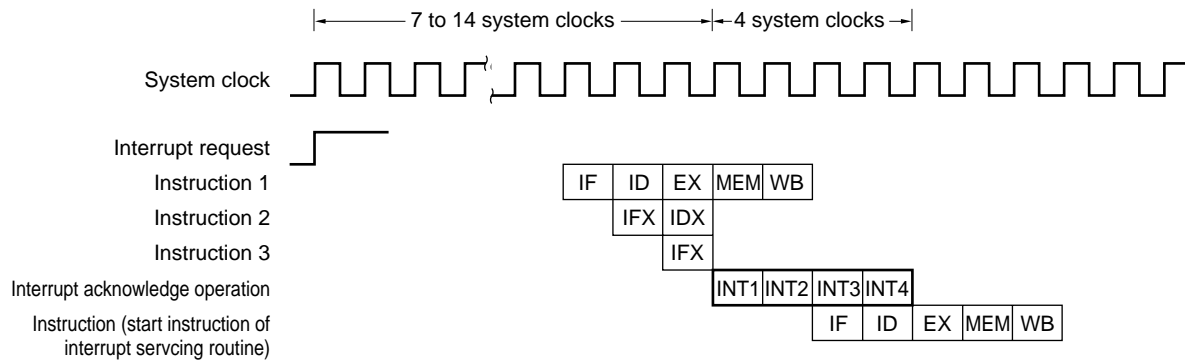 7 to 14 system clocks 4 system clocks
System clock
Interrupt request
Instruction 1 IF ID EX MEM WB
Instruction 2 IFX IDX
Instruction 3 IFX
Interrupt acknowledge operation INT1 INT2 INT3 INT4
Instruction (start instruction of
interrupt servcing routine) IF ID EX MEM WB